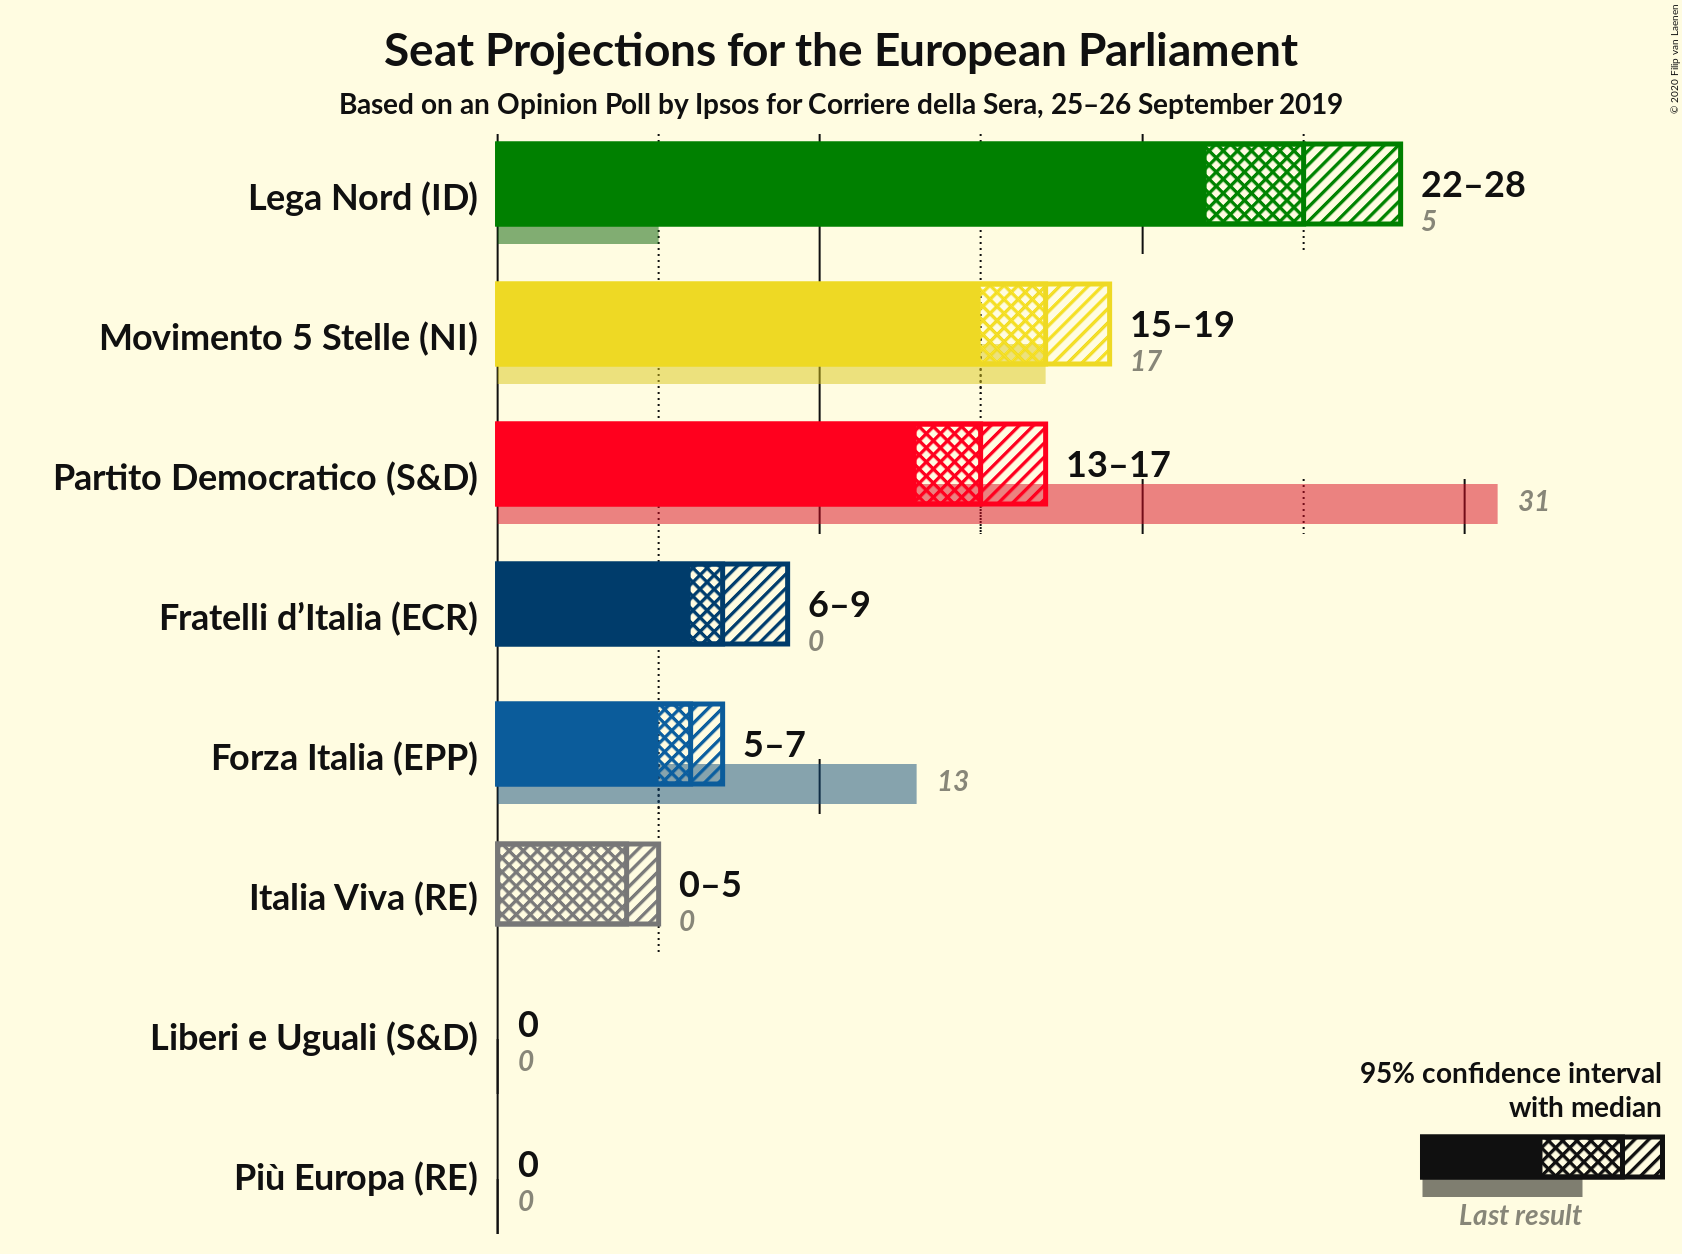 Seat Projections for the European Parliament
Based on an Opinion Poll by Ipsos for Corriere della Sera, 25–26 September 2019
© 2020 Filip van Laenen
Lega Nord (ID)
22–28
5
Movimento 5 Stelle (NI)
15–19
17
Partito Democratico (S&D)
13–17
31
Fratelli d’Italia (ECR)
6–9
0
Forza Italia (EPP)
5–7
13
Italia Viva (RE)
0–5
0
Liberi e Uguali (S&D)
0
0
Più Europa (RE)
0
0
95% confidence interval
with median
Last result